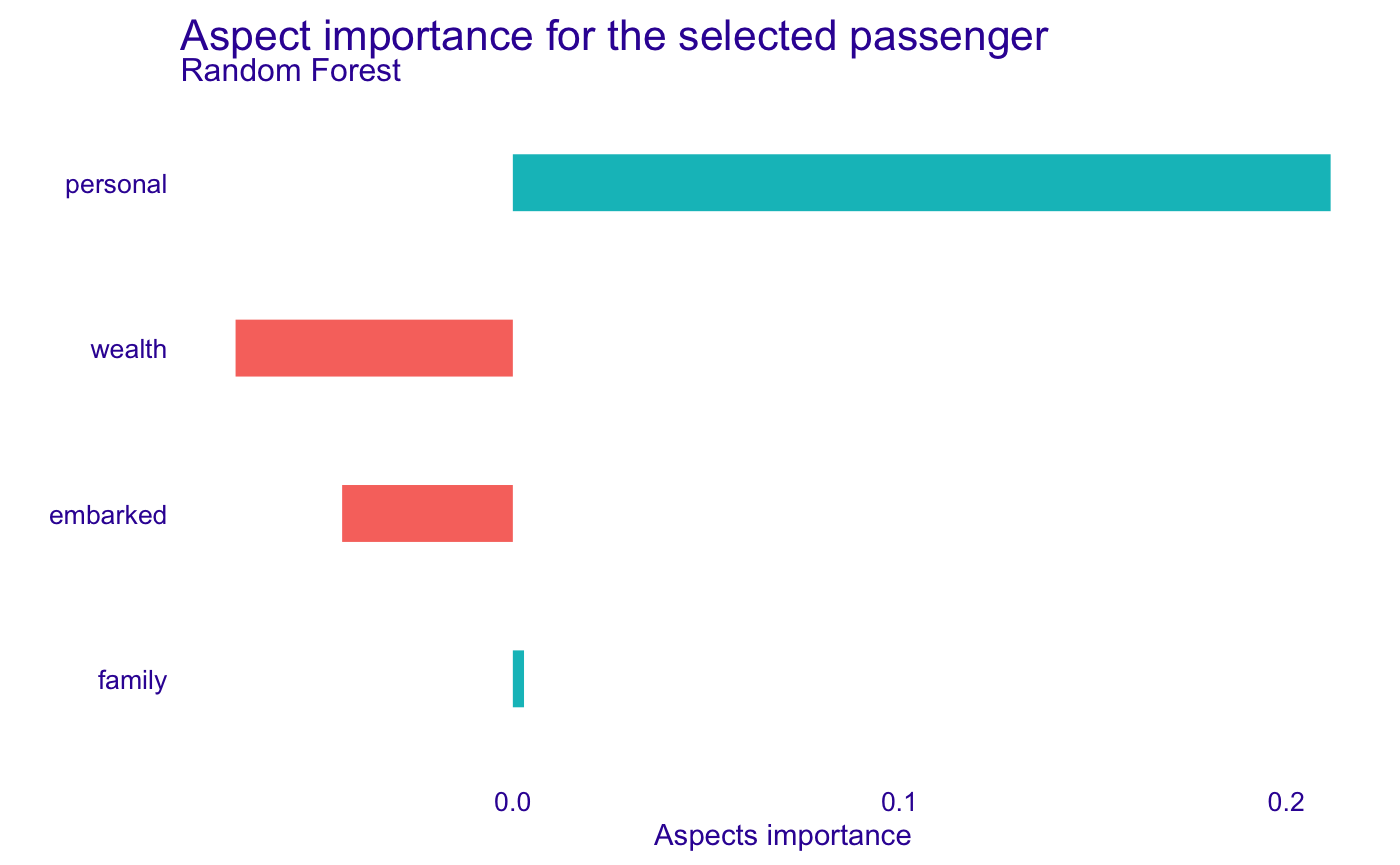 Aspect importance for the selected passenger
Random Forest
personal
wealth
embarked
family
0.0 0.1 0.2
Aspects importance